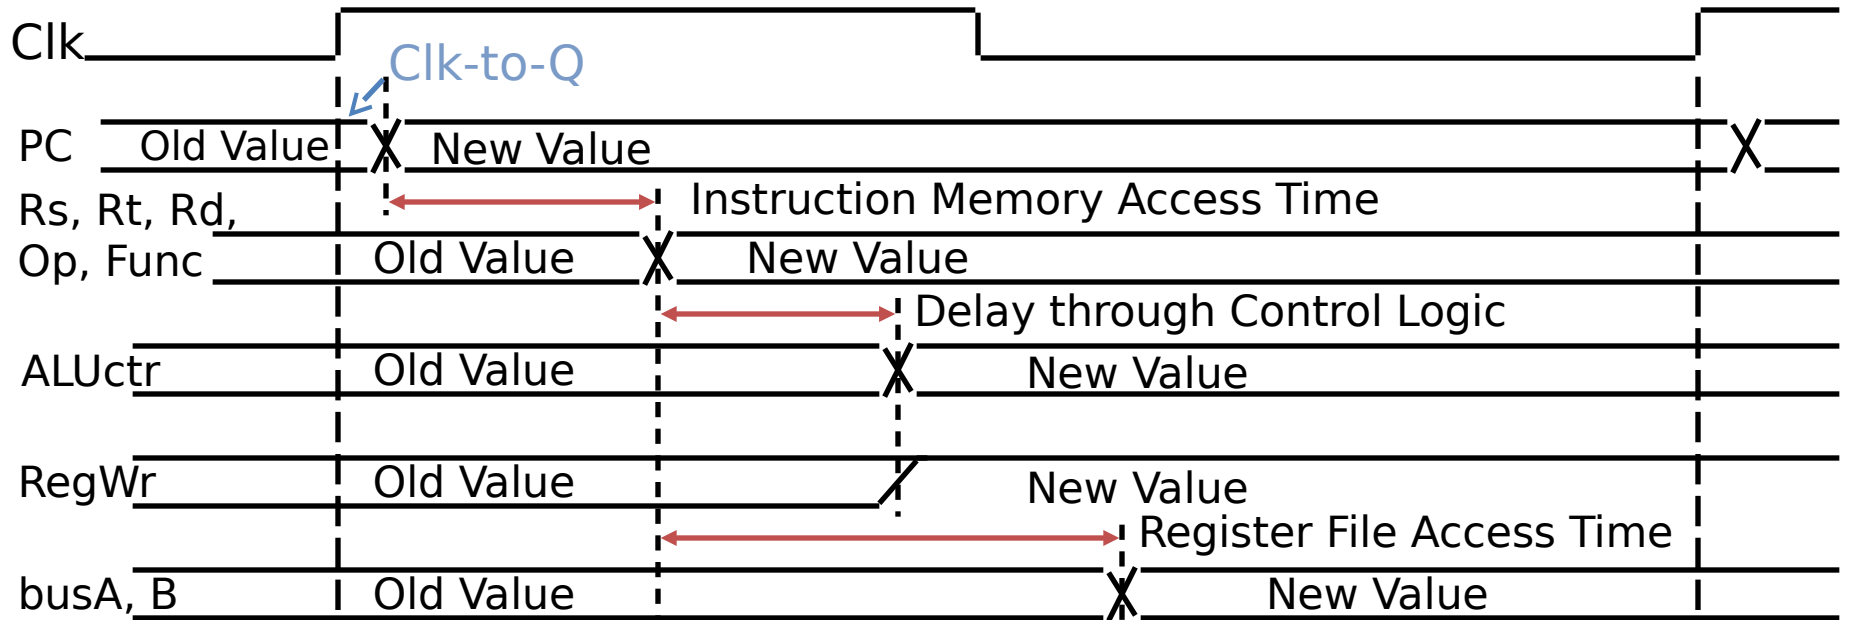 Clk
Clk-to-Q
PC Old Value New Value
Instruction Memory Access Time
Rs, Rt, Rd,
Op, Func Old Value New Value
Delay through Control Logic
ALUctr Old Value New Value
RegWr Old Value New Value
Register File Access Time
busA, B Old Value New Value